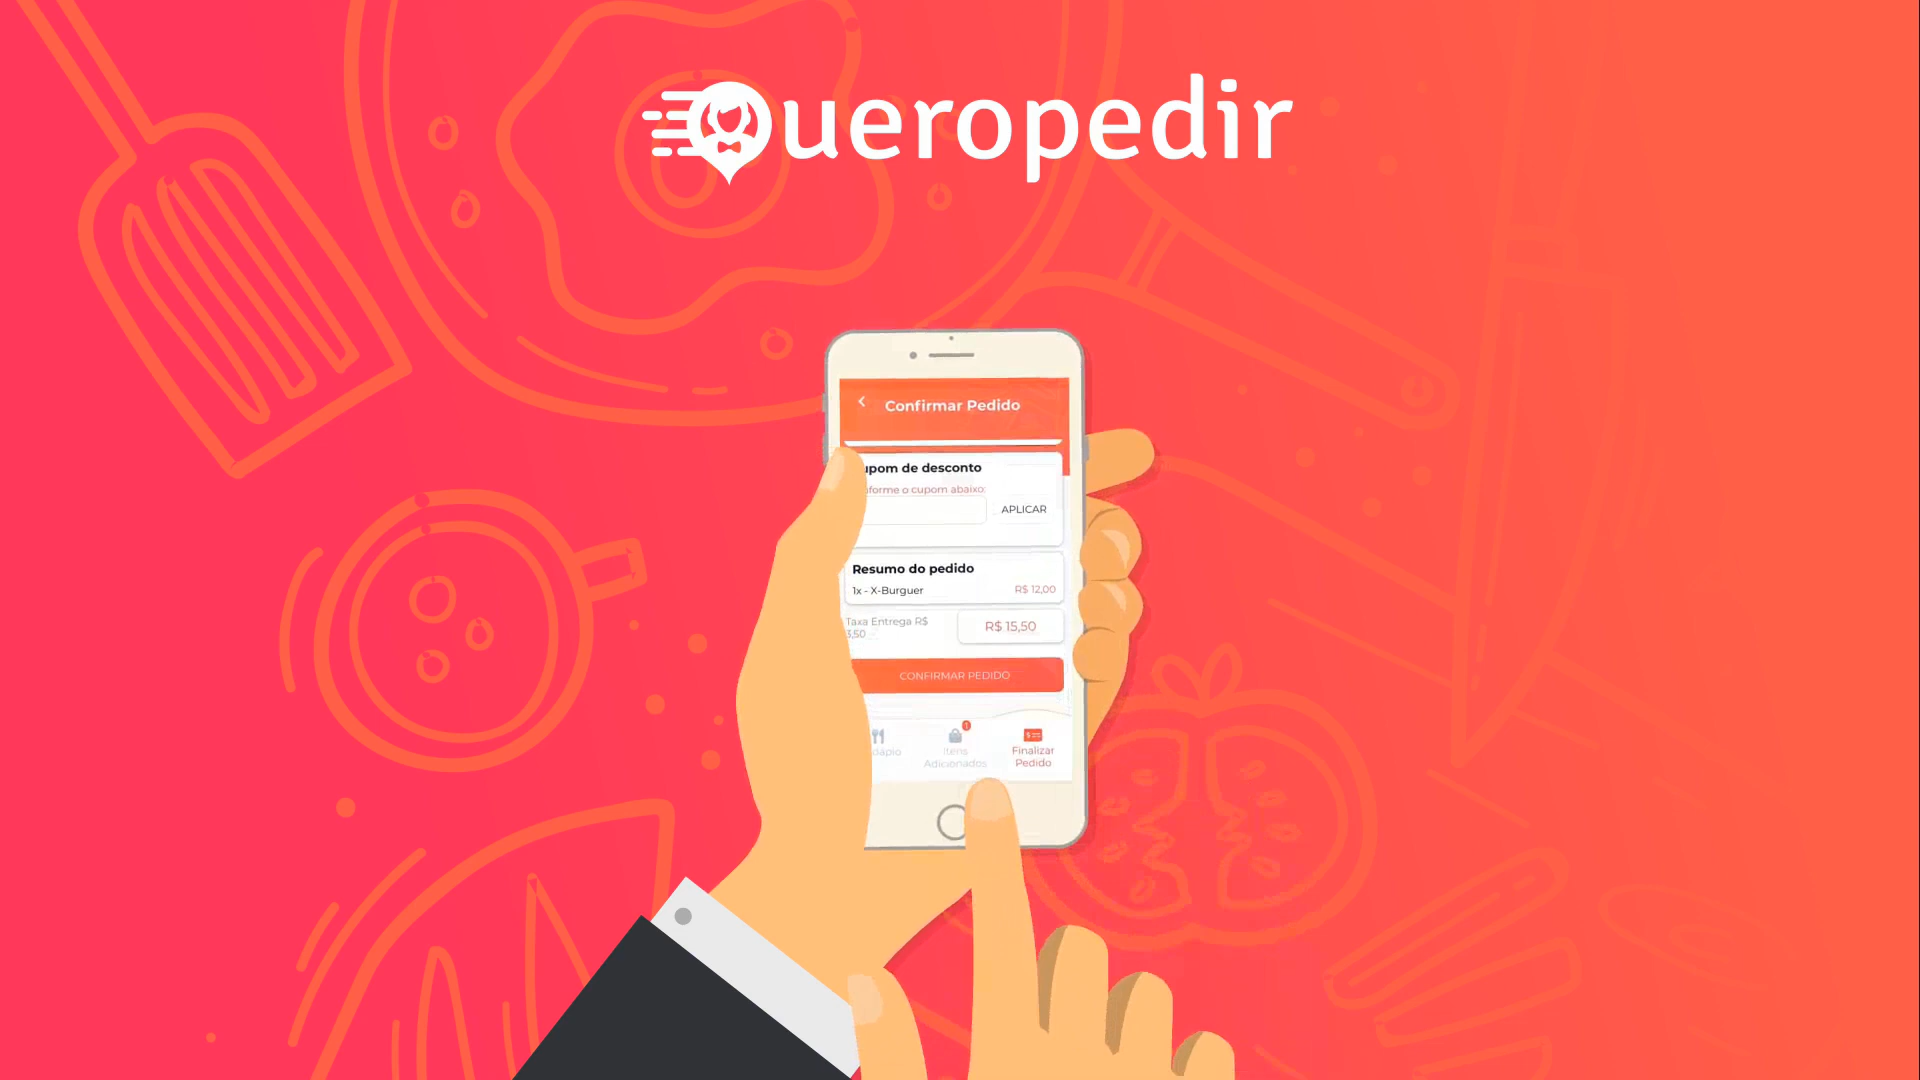 Queropedir
Confirmar Pedido
upom de desconto
forme o cupom abaixo:
APLICAR
Resumo do pedido
1x - X-Burguer R$ 12,00
Taxa Entrega R$
3,50
R$ 15,50
CONFIRMAR PEDIDO
1
dápio
Itens
Adicionados
Finalizar
Pedido